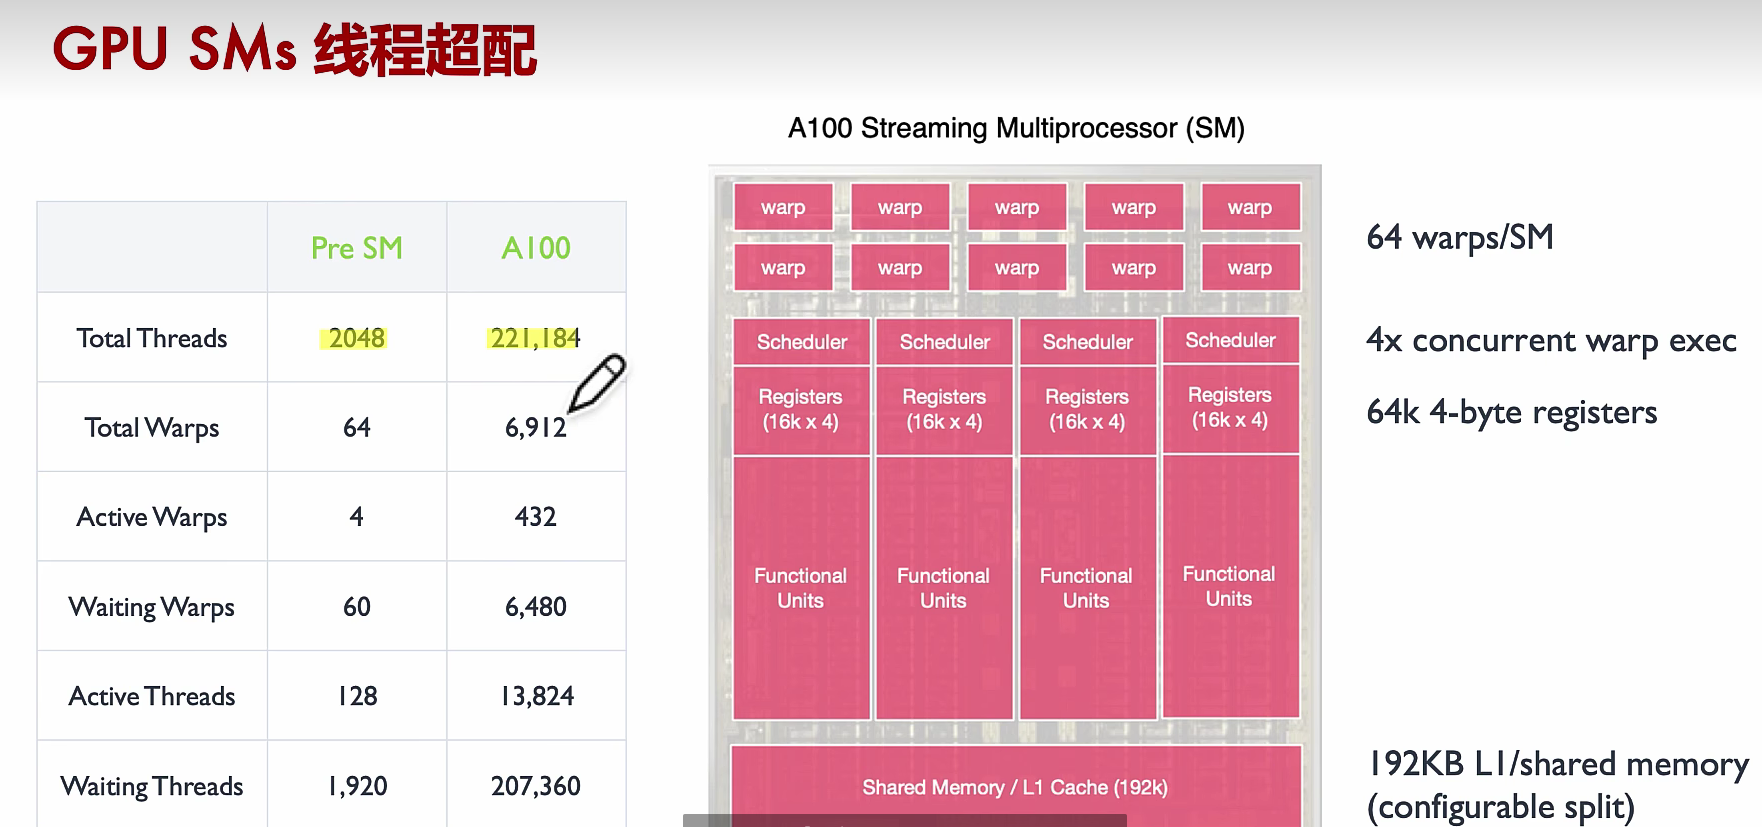 GPU SMs 线程超配
A100 Streaming Multiprocessor (SM)
Pre SM A100
Total Threads 2048 221,184
Total Warps 64 6,912
Active Warps 4 432
Waiting Warps 60 6,480
Active Threads 128 13,824
Waiting Threads 1,920 207,360
warp warp warp warp warp
warp warp warp warp warp
Scheduler Scheduler Scheduler Scheduler
Registers Registers Registers Registers
(16k x 4) (16k x 4) (16k x 4) (16k x 4)
Functional Functional Functional Functional
Units Units Units Units
Shared Memory / L1 Cache (192k)
64 warps/SM
4x concurrent warp exec
64k 4-byte registers
192KB L1/shared memory
(configurable split)